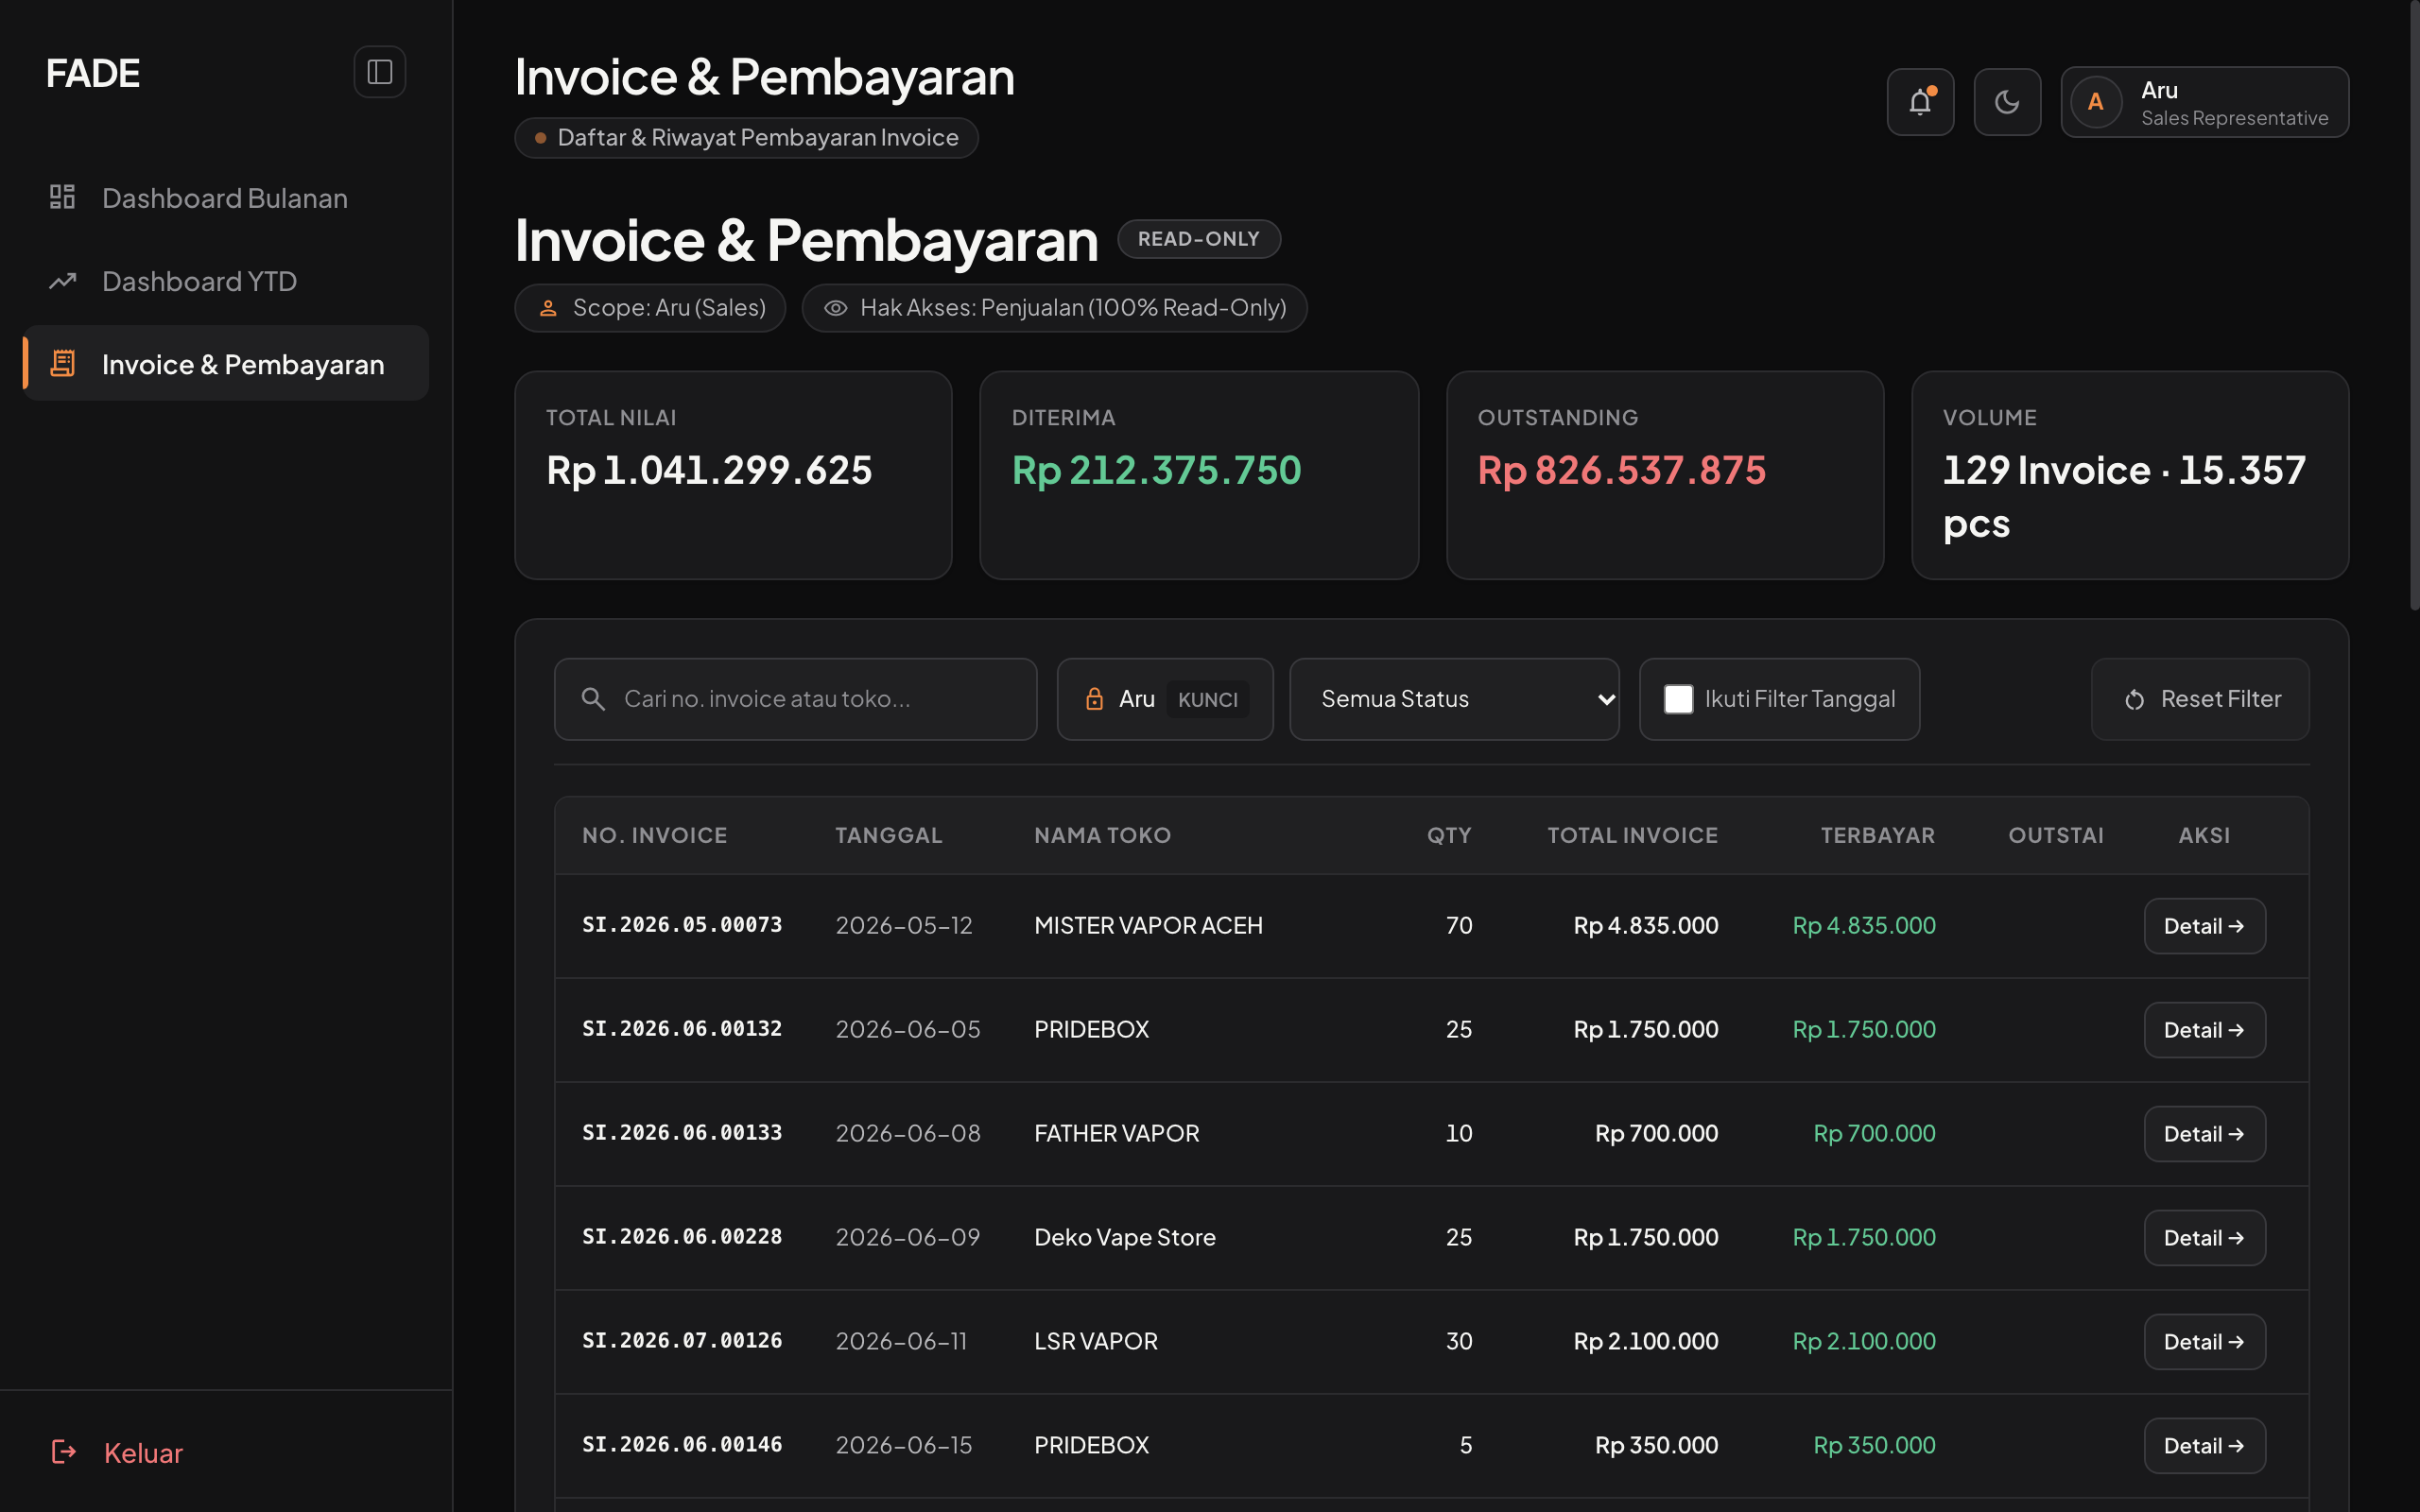 FADE
Dashboard Bulanan
Dashboard YTD
Invoice & Pembayaran
Keluar
Invoice & Pembayaran
Daftar & Riwayat Pembayaran Invoice
A
Aru
Sales Representative
Invoice & Pembayaran READ-ONLY
Scope: Aru (Sales) Hak Akses: Penjualan (100% Read-Only)
TOTAL NILAI
Rp 1.041.299.625
DITERIMA
Rp 212.375.750
OUTSTANDING
Rp 826.537.875
VOLUME
129 Invoice · 15.357
pcs
Cari no. invoice atau toko... Aru KUNCI Semua Status Ikuti Filter Tanggal Reset Filter
NO. INVOICE TANGGAL NAMA TOKO QTY TOTAL INVOICE TERBAYAR OUTSTAI AKSI
SI.2026.05.00073 2026-05-12 MISTER VAPOR ACEH 70 Rp 4.835.000 Rp 4.835.000 Detail →
SI.2026.06.00132 2026-06-05 PRIDEBOX 25 Rp 1.750.000 Rp 1.750.000 Detail →
SI.2026.06.00133 2026-06-08 FATHER VAPOR 10 Rp 700.000 Rp 700.000 Detail →
SI.2026.06.00228 2026-06-09 Deko Vape Store 25 Rp 1.750.000 Rp 1.750.000 Detail →
SI.2026.07.00126 2026-06-11 LSR VAPOR 30 Rp 2.100.000 Rp 2.100.000 Detail →
SI.2026.06.00146 2026-06-15 PRIDEBOX 5 Rp 350.000 Rp 350.000 Detail →